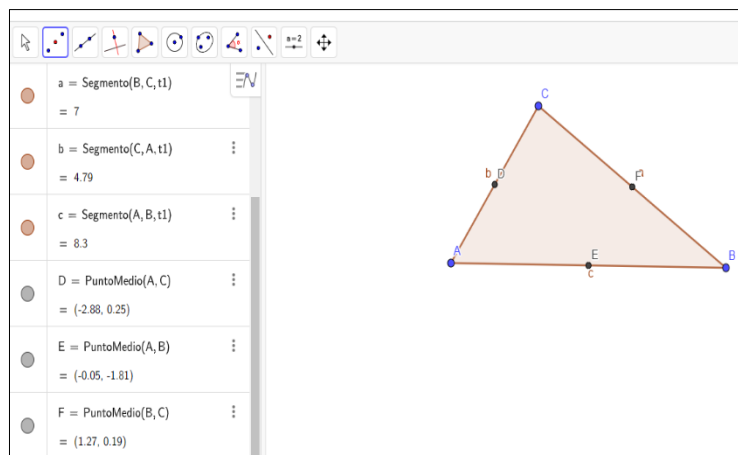 a=2
a = Segmento(B, C, t1)
= 7
b = Segmento(C, A, t1)
= 4.79
c = Segmento(A, B, t1)
= 8.3
D = PuntoMedio(A, C)
= (-2.88, 0.25)
E = PuntoMedio(A, B)
= (-0.05, -1.81)
F = PuntoMedio(B, C)
= (1.27, 0.19)
C
b D
F a
A
E
B
c